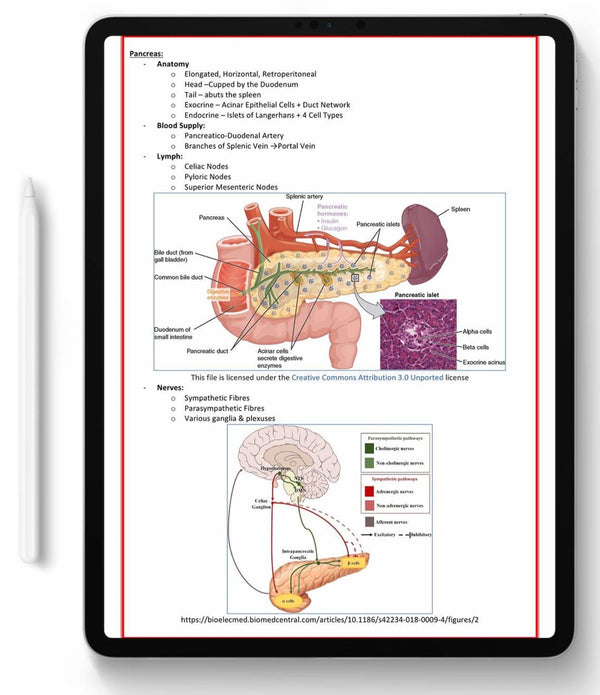 Pancreas:
- Anatomy
o Elongated, Horizontal, Retroperitoneal
o Head –Cupped by the Duodenum
o Tail – abuts the spleen
o Exocrine – Acinar Epithelial Cells + Duct Network
o Endocrine – Islets of Langerhans + 4 Cell Types
- Blood Supply:
o Pancreatico-Duodenal Artery
o Branches of Splenic Vein →Portal Vein
- Lymph:
o Celiac Nodes
o Pyloric Nodes
o Superior Mesenteric Nodes
Splenic artery
Pancreatic
hormones:
• Insulin
• Glucagon
Pancreas
Pancreatic islets
Spleen
Bile duct (from
gall bladder)
Common bile duct
Digestive
enzymes
Pancreatic islet
Duodenum of
small intestine
Pancreatic duct
Acinar cells
secrete digestive
enzymes
Alpha cells
Beta cells
Exocrine acinus
This file is licensed under the Creative Commons Attribution 3.0 Unported license
- Nerves:
o Sympathetic Fibres
o Parasympathetic Fibres
o Various ganglia & plexuses
Parasympathetic pathways
Cholinergic nerves
Non-cholinergic nerves
Sympathetic pathways
Adrenergic nerves
Non-adrenergic nerves
Afferent nerves
Excitatory
Inhibitory
Hypothalamus
NTS
DMN
Celiac
Ganglion
Intrapancreatic
Ganglia
β-cells
α cells
https://bioelecmed.biomedcentral.com/articles/10.1186/s42234-018-0009-4/figures/2